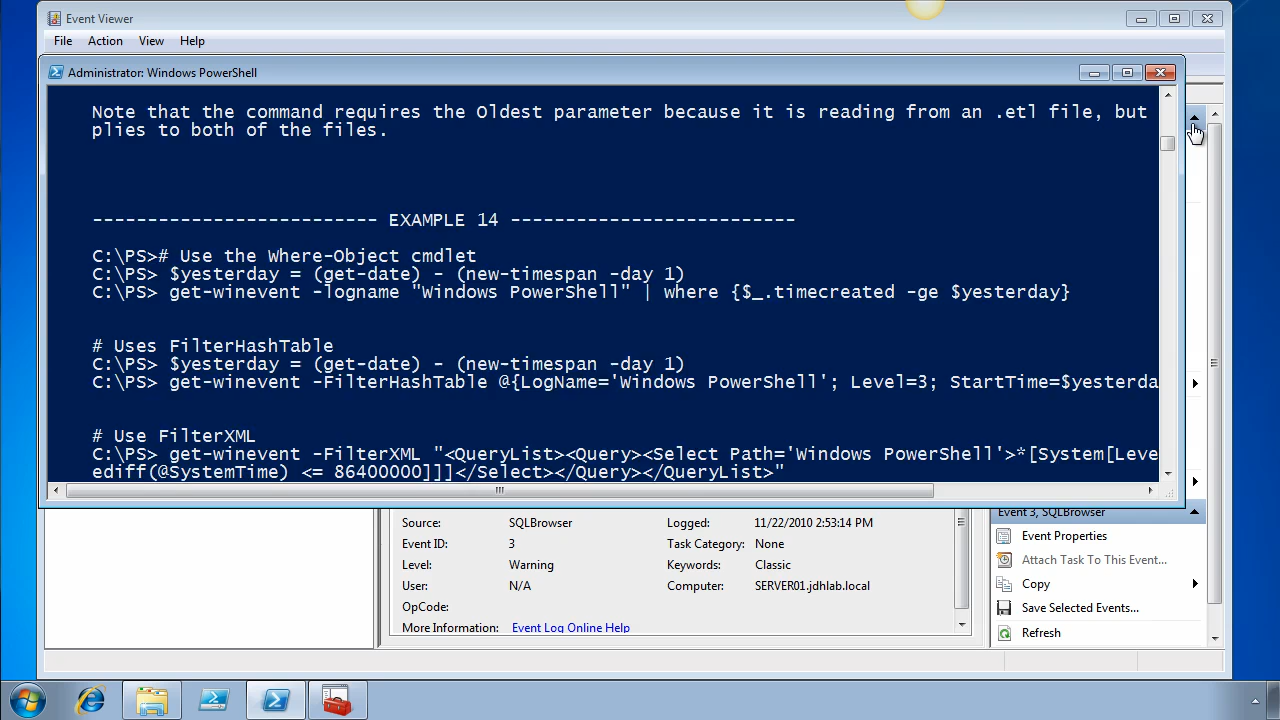 Event Viewer
File Action View Help
Administrator: Windows PowerShell
Note that the command requires the Oldest parameter because it is reading from an .etl file, but
plies to both of the files.
-------------------------- EXAMPLE 14 --------------------------
C:\PS># Use the Where-Object cmdlet
C:\PS> $yesterday = (get-date) - (new-timespan -day 1)
C:\PS> get-winevent -logname "Windows PowerShell" | where {$_.timecreated -ge $yesterday}
# Uses FilterHashTable
C:\PS> $yesterday = (get-date) - (new-timespan -day 1)
C:\PS> get-winevent -FilterHashTable @{LogName='Windows PowerShell'; Level=3; StartTime=$yesterda
# Use FilterXML
C:\PS> get-winevent -FilterXML "<QueryList><Query><Select Path='Windows PowerShell'>*[System[Leve
ediff(@SystemTime) <= 86400000]]]</Select></Query></QueryList>"
Source: SQLBrowser Logged: 11/22/2010 2:53:14 PM
Event ID: 3 Task Category: None
Level: Warning Keywords: Classic
User: N/A Computer: SERVER01.jdhlab.local
OpCode:
More Information: Event Log Online Help
Event 3, SQLBrowser
Event Properties
Attach Task To This Event...
Copy
Save Selected Events...
Refresh